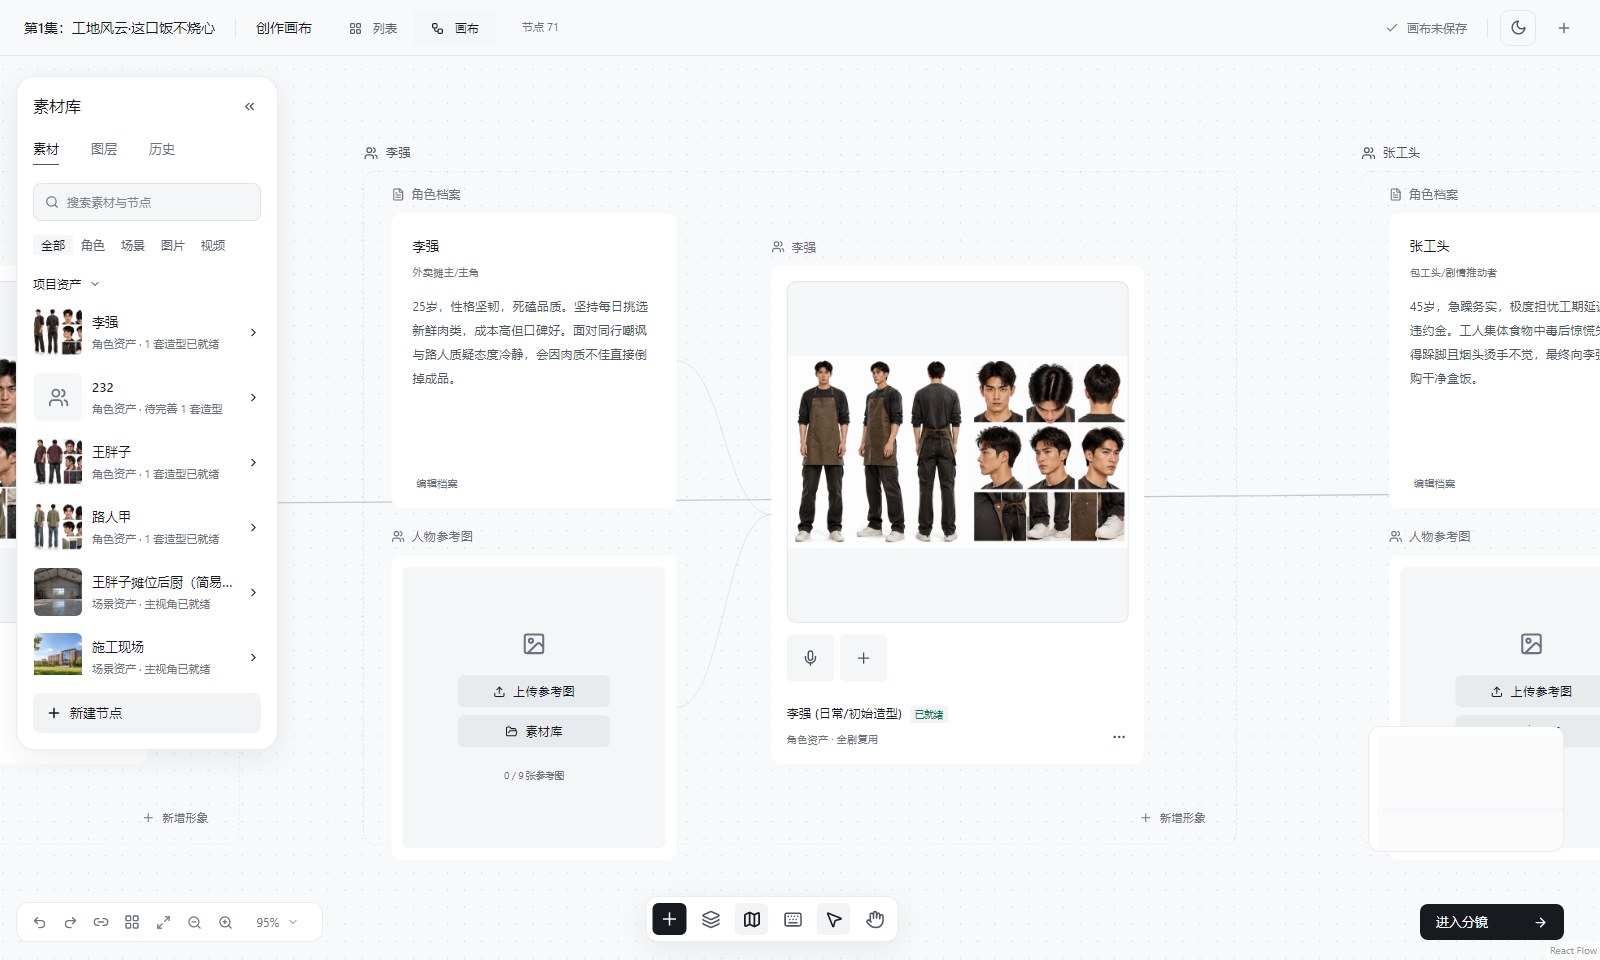 第1集：工地风云·这口饭不烧心
创作画布
列表
画布
节点 71
画布未保存
素材库
素材
图层
历史
搜索素材与节点
全部
角色
场景
图片
视频
项目资产
李强
角色资产 · 1 套造型已就绪
232
角色资产 · 待完善 1 套造型
王胖子
角色资产 · 1 套造型已就绪
路人甲
角色资产 · 1 套造型已就绪
王胖子摊位后厨（简易...
场景资产 · 主视角已就绪
施工现场
场景资产 · 主视角已就绪
新建节点
新增形象
李强
角色档案
李强
外卖摊主/主角
25岁，性格坚韧，死磕品质。坚持每日挑选
新鲜肉类，成本高但口碑好。面对同行嘲讽
与路人质疑态度冷静，会因肉质不佳直接倒
掉成品。
编辑档案
人物参考图
上传参考图
素材库
0 / 9 张参考图
李强
李强 (日常/初始造型)
已就绪
角色资产 · 全剧复用
新增形象
张工头
角色档案
张工头
包工头/剧情推动者
45岁，急躁务实，极度担忧工期延
违约金。工人集体食物中毒后惊慌
得跺脚且烟头烫手不觉，最终向李
购干净盒饭。
编辑档案
人物参考图
上传参考图
95%
进入分镜
React Flow